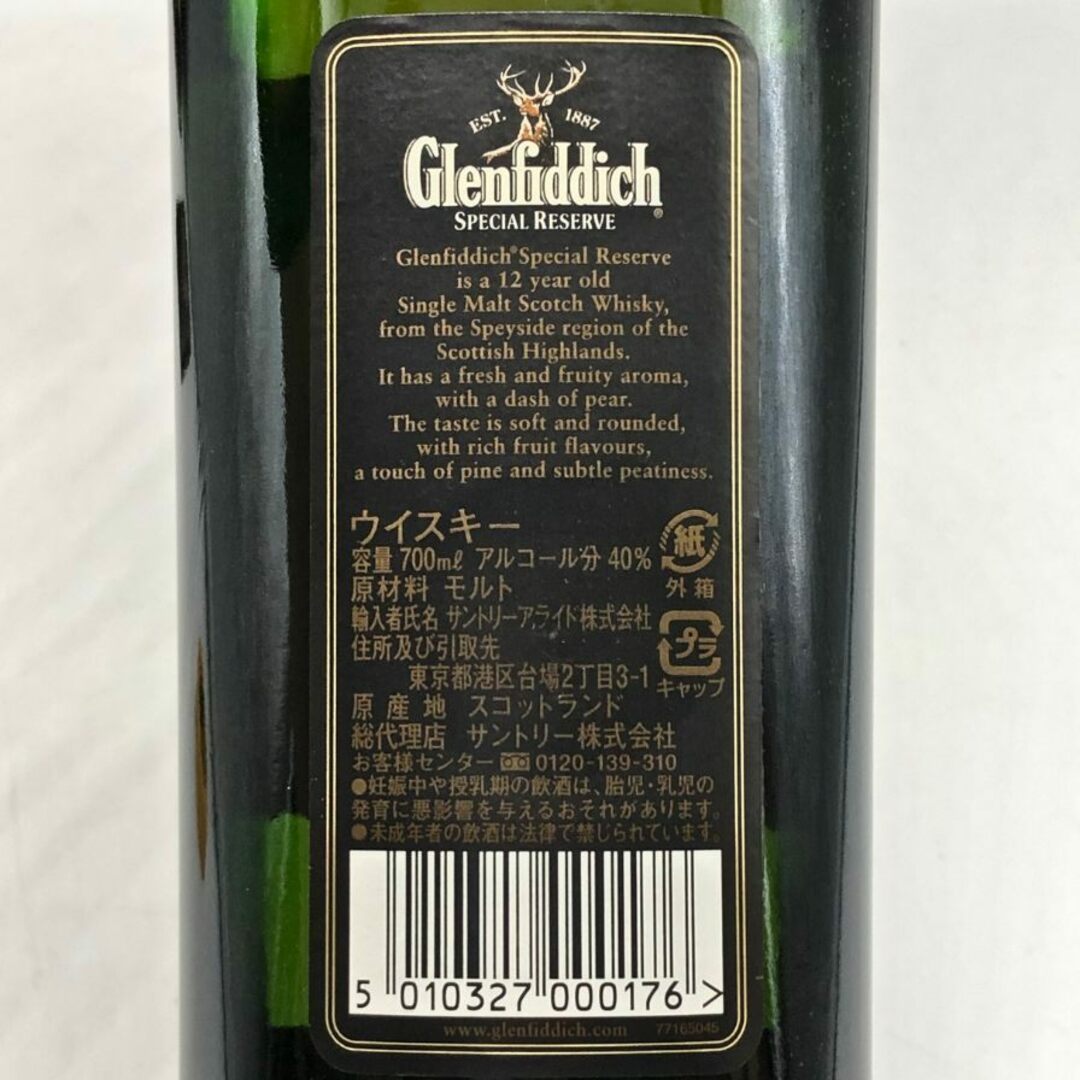 EST. 1887
Glenfiddich®
SPECIAL RESERVE
Glenfiddich® Special Reserve
is a 12 year old
Single Malt Scotch Whisky,
from the Speyside region of the
Scottish Highlands.
It has a fresh and fruity aroma,
with a dash of pear.
The taste is soft and rounded,
with rich fruit flavours,
a touch of pine and subtle peatiness.
ウイスキー
容量 700mℓ アルコール分 40%
紙
外箱
原材料 モルト
輸入者氏名 サントリーアライド株式会社
住所及び引取先
東京都港区台場2丁目3-1
プラ
キャップ
原産地 スコットランド
総代理店 サントリー株式会社
お客様センター 0120-139-310
●妊娠中や授乳期の飲酒は、胎児・乳児の
発育に悪影響を与えるおそれがあります。
●未成年者の飲酒は法律で禁じられています。
5 010327 000176 >
www.glenfiddich.com 77165045